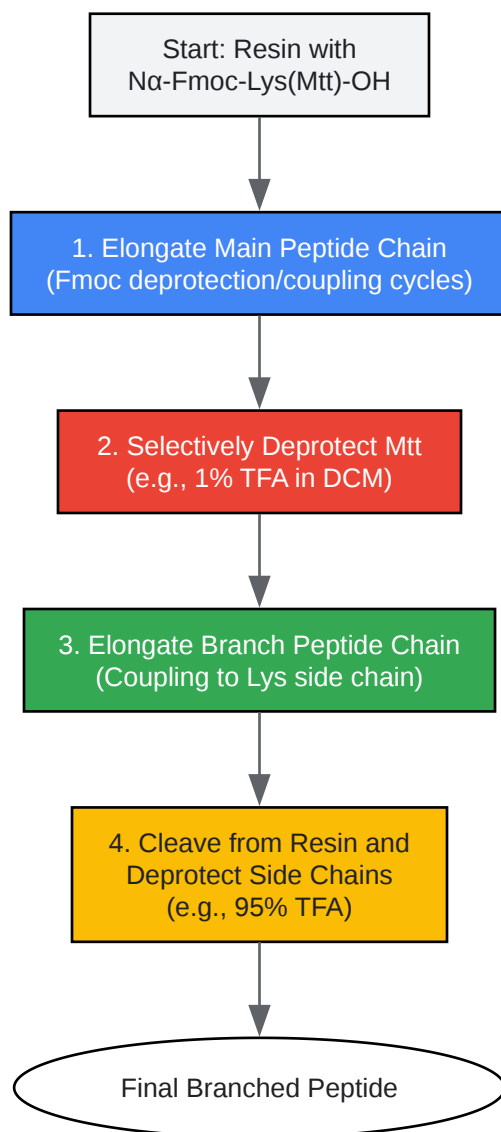 Start: Resin with
Nα-Fmoc-Lys(Mtt)-OH
1. Elongate Main Peptide Chain
(Fmoc deprotection/coupling cycles)
2. Selectively Deprotect Mtt
(e.g., 1% TFA in DCM)
3. Elongate Branch Peptide Chain
(Coupling to Lys side chain)
4. Cleave from Resin and
Deprotect Side Chains
(e.g., 95% TFA)
Final Branched Peptide